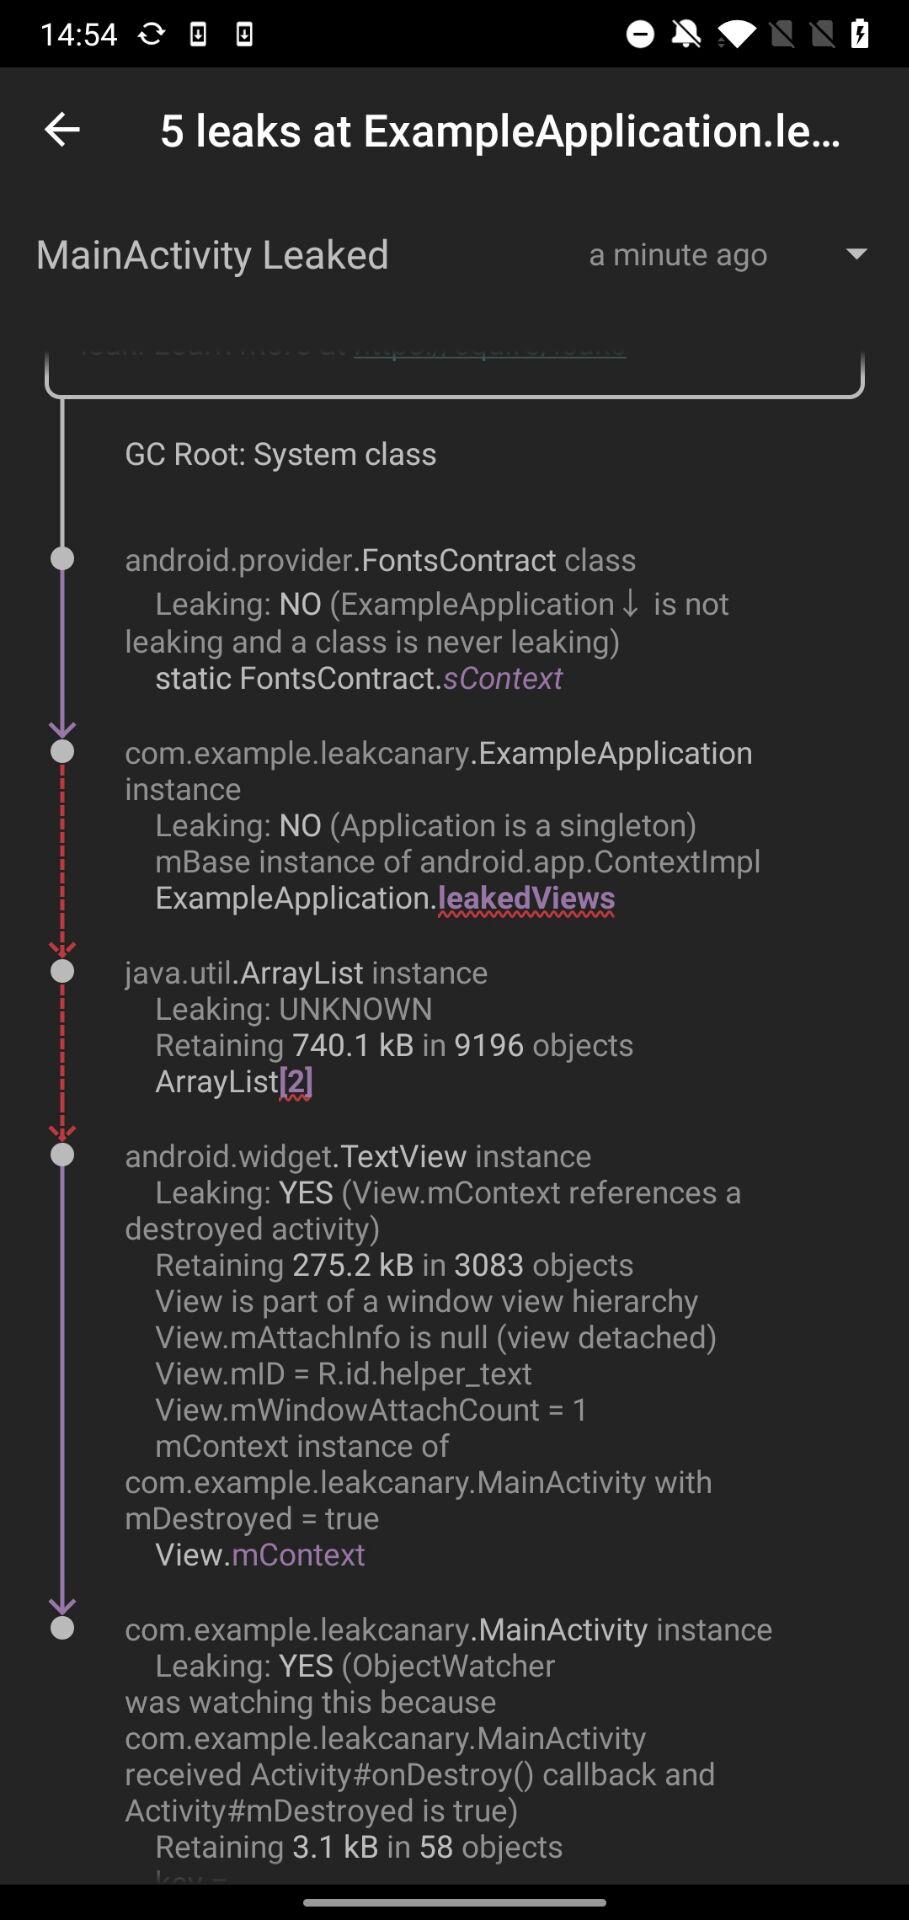 14:54
5 leaks at ExampleApplication.le...
MainActivity Leaked
a minute ago
GC Root: System class
android.provider.FontsContract class
Leaking: NO (ExampleApplication↓ is not
leaking and a class is never leaking)
static FontsContract.sContext
com.example.leakcanary.ExampleApplication
instance
Leaking: NO (Application is a singleton)
mBase instance of android.app.ContextImpl
ExampleApplication.leakedViews
java.util.ArrayList instance
Leaking: UNKNOWN
Retaining 740.1 kB in 9196 objects
ArrayList[2]
android.widget.TextView instance
Leaking: YES (View.mContext references a
destroyed activity)
Retaining 275.2 kB in 3083 objects
View is part of a window view hierarchy
View.mAttachInfo is null (view detached)
View.mID = R.id.helper_text
View.mWindowAttachCount = 1
mContext instance of
com.example.leakcanary.MainActivity with
mDestroyed = true
View.mContext
com.example.leakcanary.MainActivity instance
Leaking: YES (ObjectWatcher
was watching this because
com.example.leakcanary.MainActivity
received Activity#onDestroy() callback and
Activity#mDestroyed is true)
Retaining 3.1 kB in 58 objects